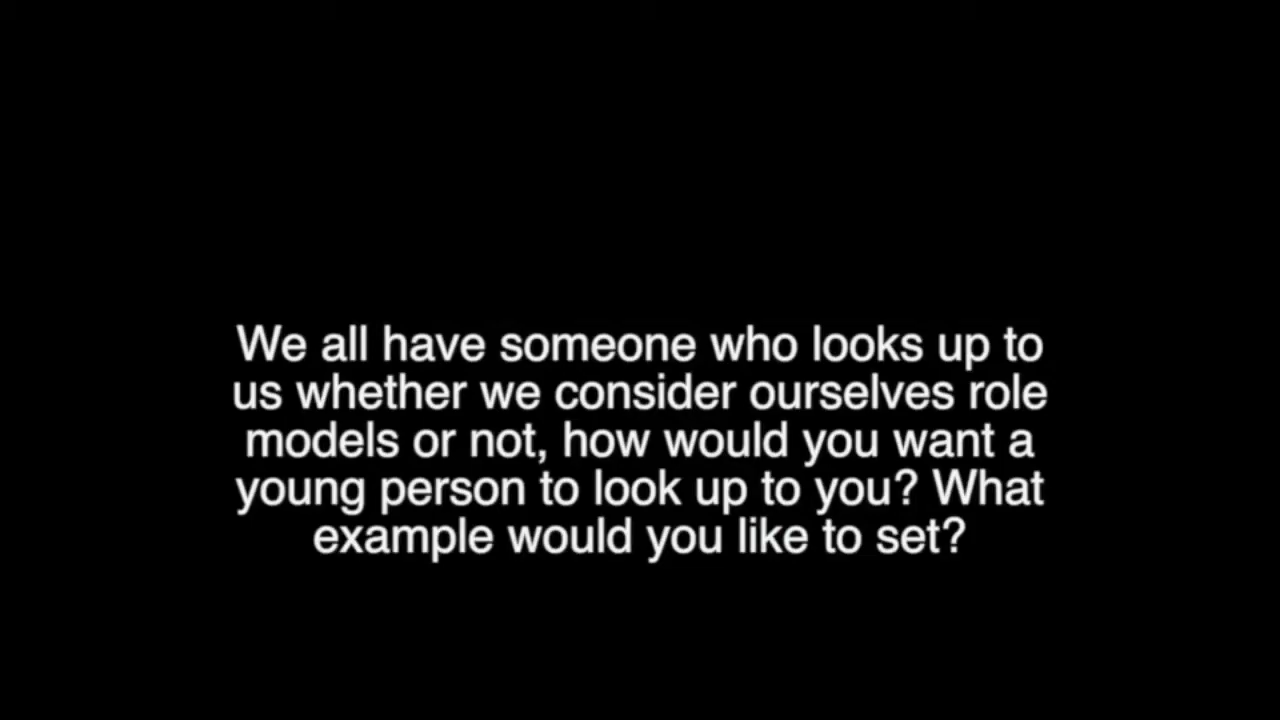 We all have someone who looks up to
us whether we consider ourselves role
models or not, how would you want a
young person to look up to you? What
example would you like to set?